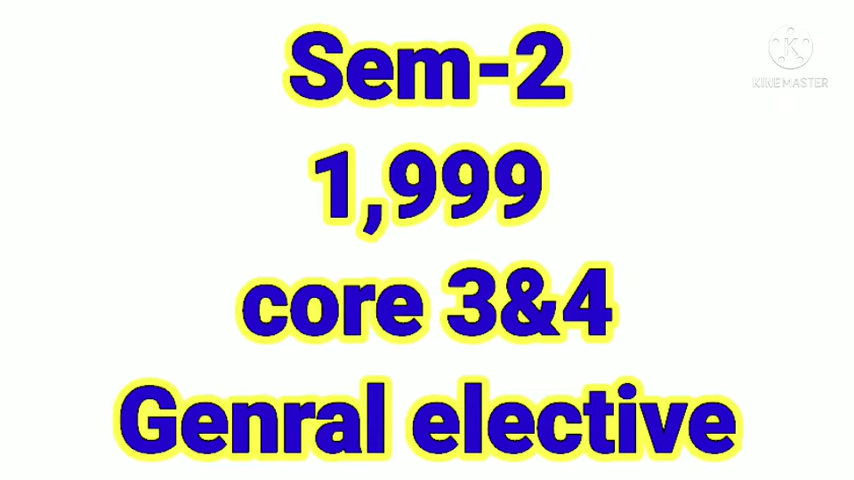 Sem-2
KINEMASTER
1,999
core 3&4
Genral elective